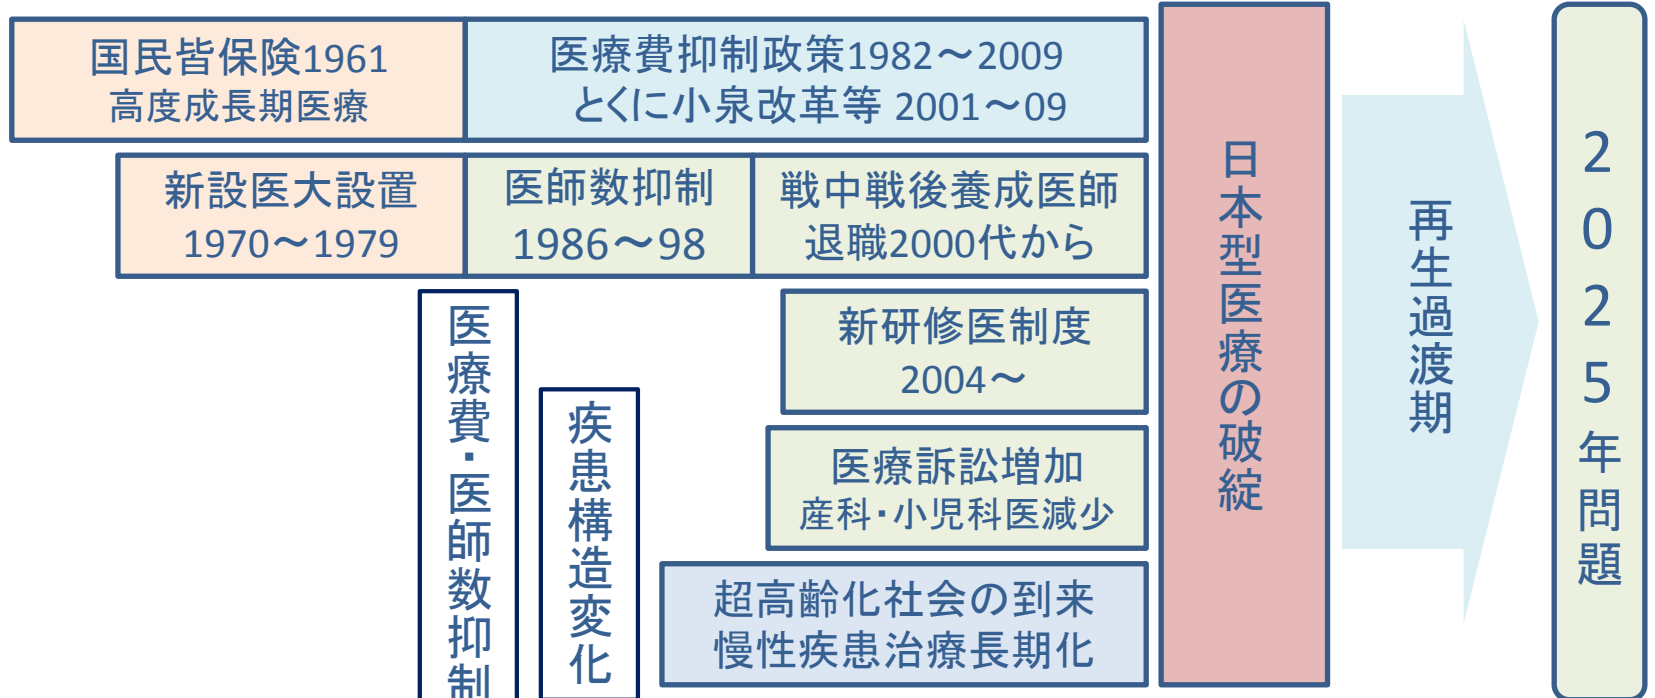 国民皆保険1961
高度成長期医療
医療費抑制政策1982～2009
とくに小泉改革等 2001～09
新設医大設置
1970～1979
医師数抑制
1986～98
戦中戦後養成医師
退職2000代から
医療費・医師数抑制
疾患構造変化
新研修医制度
2004～
医療訴訟増加
産科・小児科医減少
超高齢化社会の到来
慢性疾患治療長期化
日本型医療の破綻
再生過渡期
2025年問題